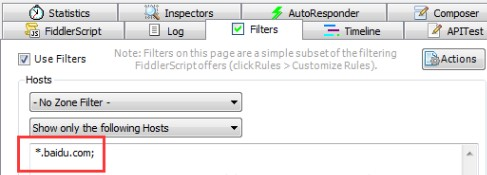 Statistics Inspectors AutoResponder Composer
FiddlerScript Log Filters Timeline APITest
Use Filters
Note: Filters on this page are a simple subset of the filtering
FiddlerScript offers (click Rules > Customize Rules).
Actions
Hosts
- No Zone Filter -
Show only the following Hosts
*.baidu.com;